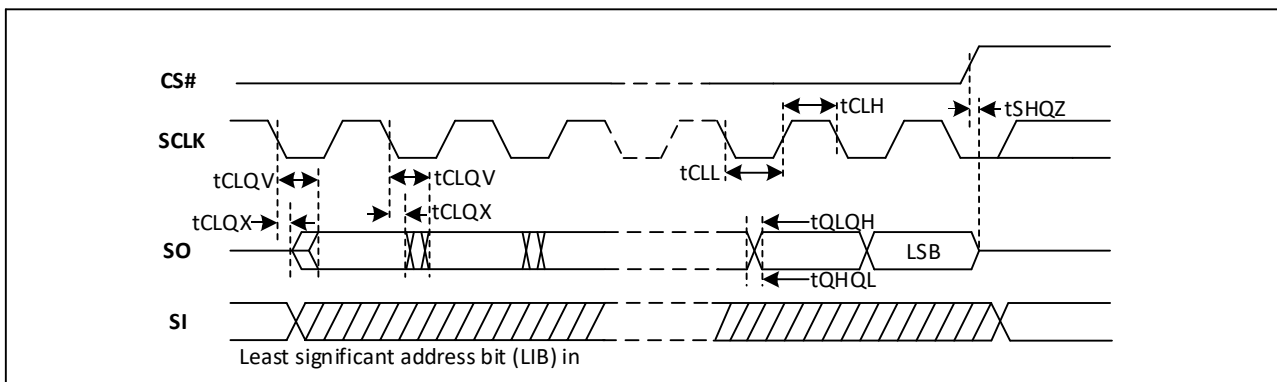 CS#
tSHQZ
tCLH
SCLK
tCLL
tCLQV
tCLQV
tCLQX
tCLQX
tQLQH
SO
LSB
tQHQL
SI
Least significant address bit (LIB) in